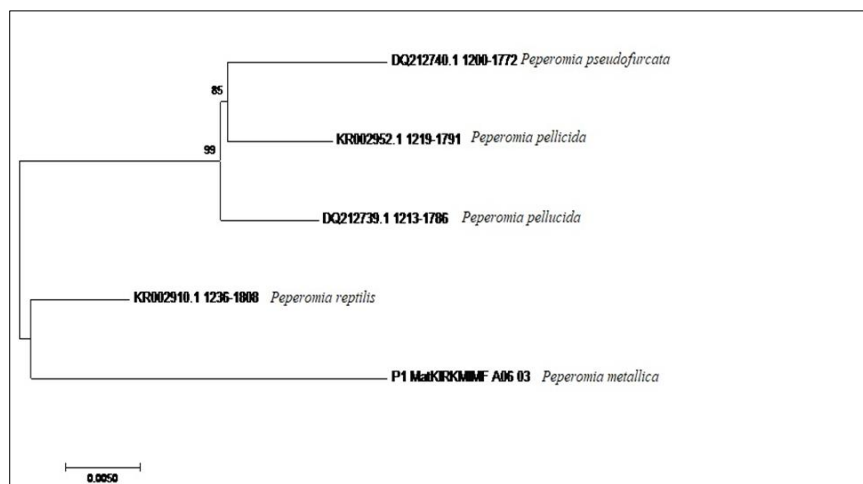 DQ212740.1 1200-1772 Peperomia pseudofurcata
85
KR002952.1 1219-1791 Peperomia pellicida
99
DQ212739.1 1213-1786 Peperomia pellucida
KR002910.1 1236-1808 Peperomia reptilis
P1 MatKIRKMIMF A06 03 Peperomia metallica
0.0050